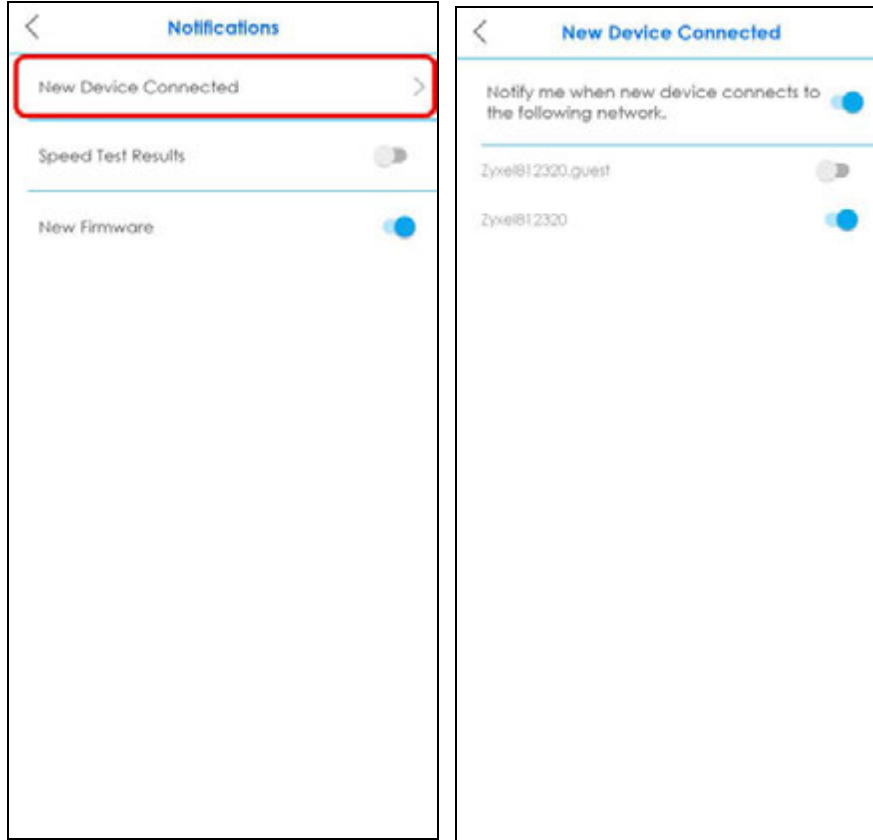 Notifications
New Device Connected
Speed Test Results
New Firmware
New Device Connected
Notify me when new device connects to
the following network.
Zyxel812320.guest
Zyxel812320